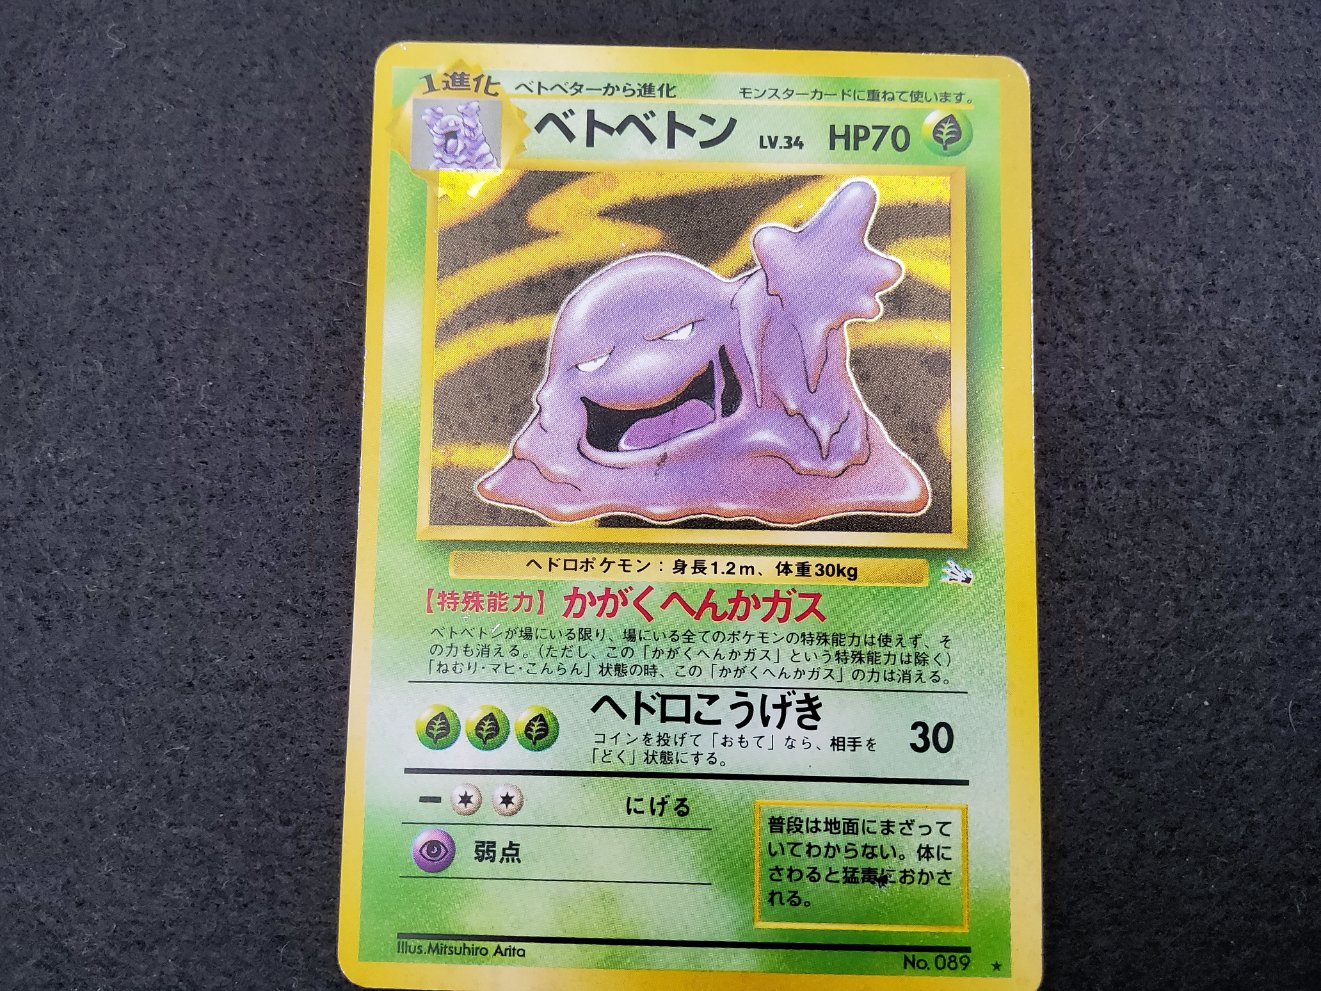 1進化
ベトベターから進化
モンスターカードに重ねて使います。
ベトベトン LV.34 HP70
ヘドロポケモン：身長1.2m、体重30kg
【特殊能力】かがくへんかガス
ベトベトンが場にいる限り、場にいる全てのポケモンの特殊能力は使えず、そ
の力も消える。（ただし、この「かがくへんかガス」という特殊能力は除く）
「ねむり・マヒ・こんらん」状態の時、この「かがくへんかガス」の力は消える。
ヘドロこうげき 30
コインを投げて「おもて」なら、相手を
「どく」状態にする。
ー にげる
弱点
普段は地面にまざって
いてわからない。体に
さわると猛毒におかさ
れる。
Illus.Mitsuhiro Arita
No. 089 ★